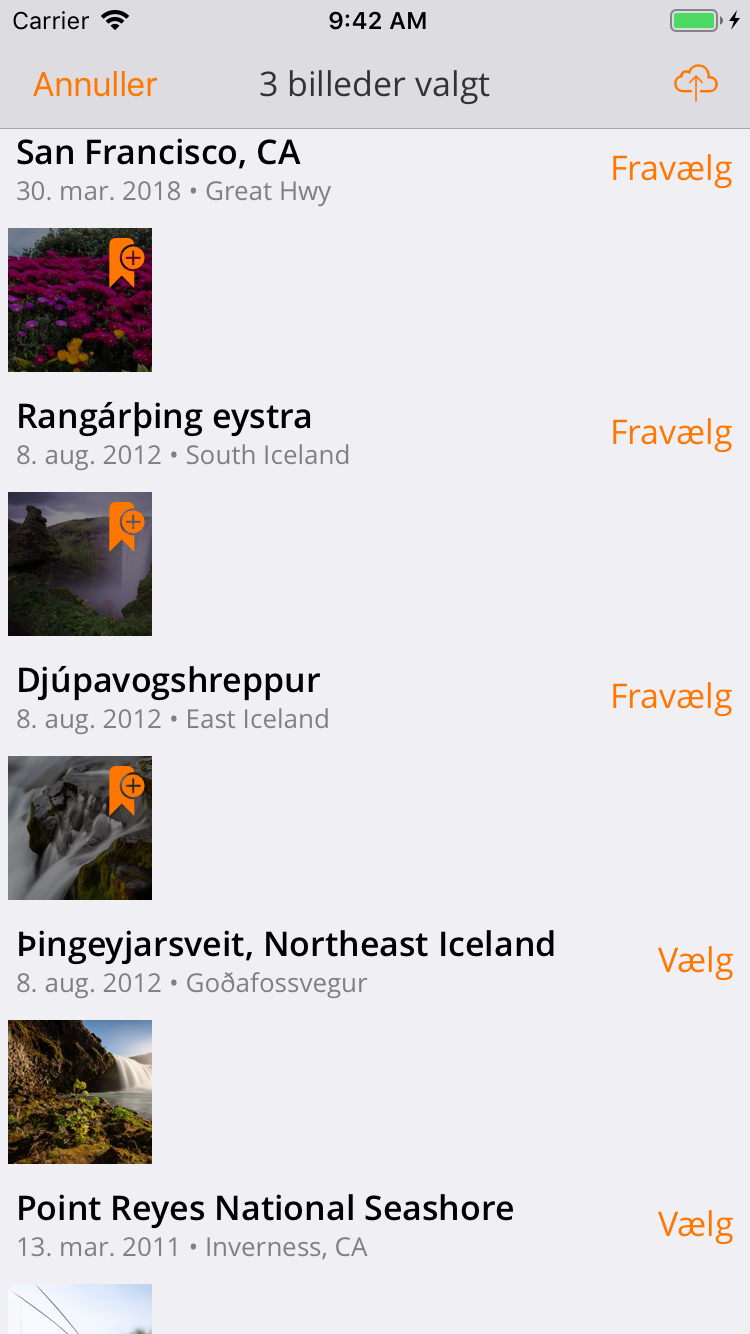 Carrier 9:42 AM
Annuller 3 billeder valgt
San Francisco, CA
Fravælg
30. mar. 2018 • Great Hwy
Rangárþing eystra
Fravælg
8. aug. 2012 • South Iceland
Djúpavogshreppur
Fravælg
8. aug. 2012 • East Iceland
Þingeyjarsveit, Northeast Iceland
Vælg
8. aug. 2012 • Goðafossvegur
Point Reyes National Seashore
Vælg
13. mar. 2011 • Inverness, CA